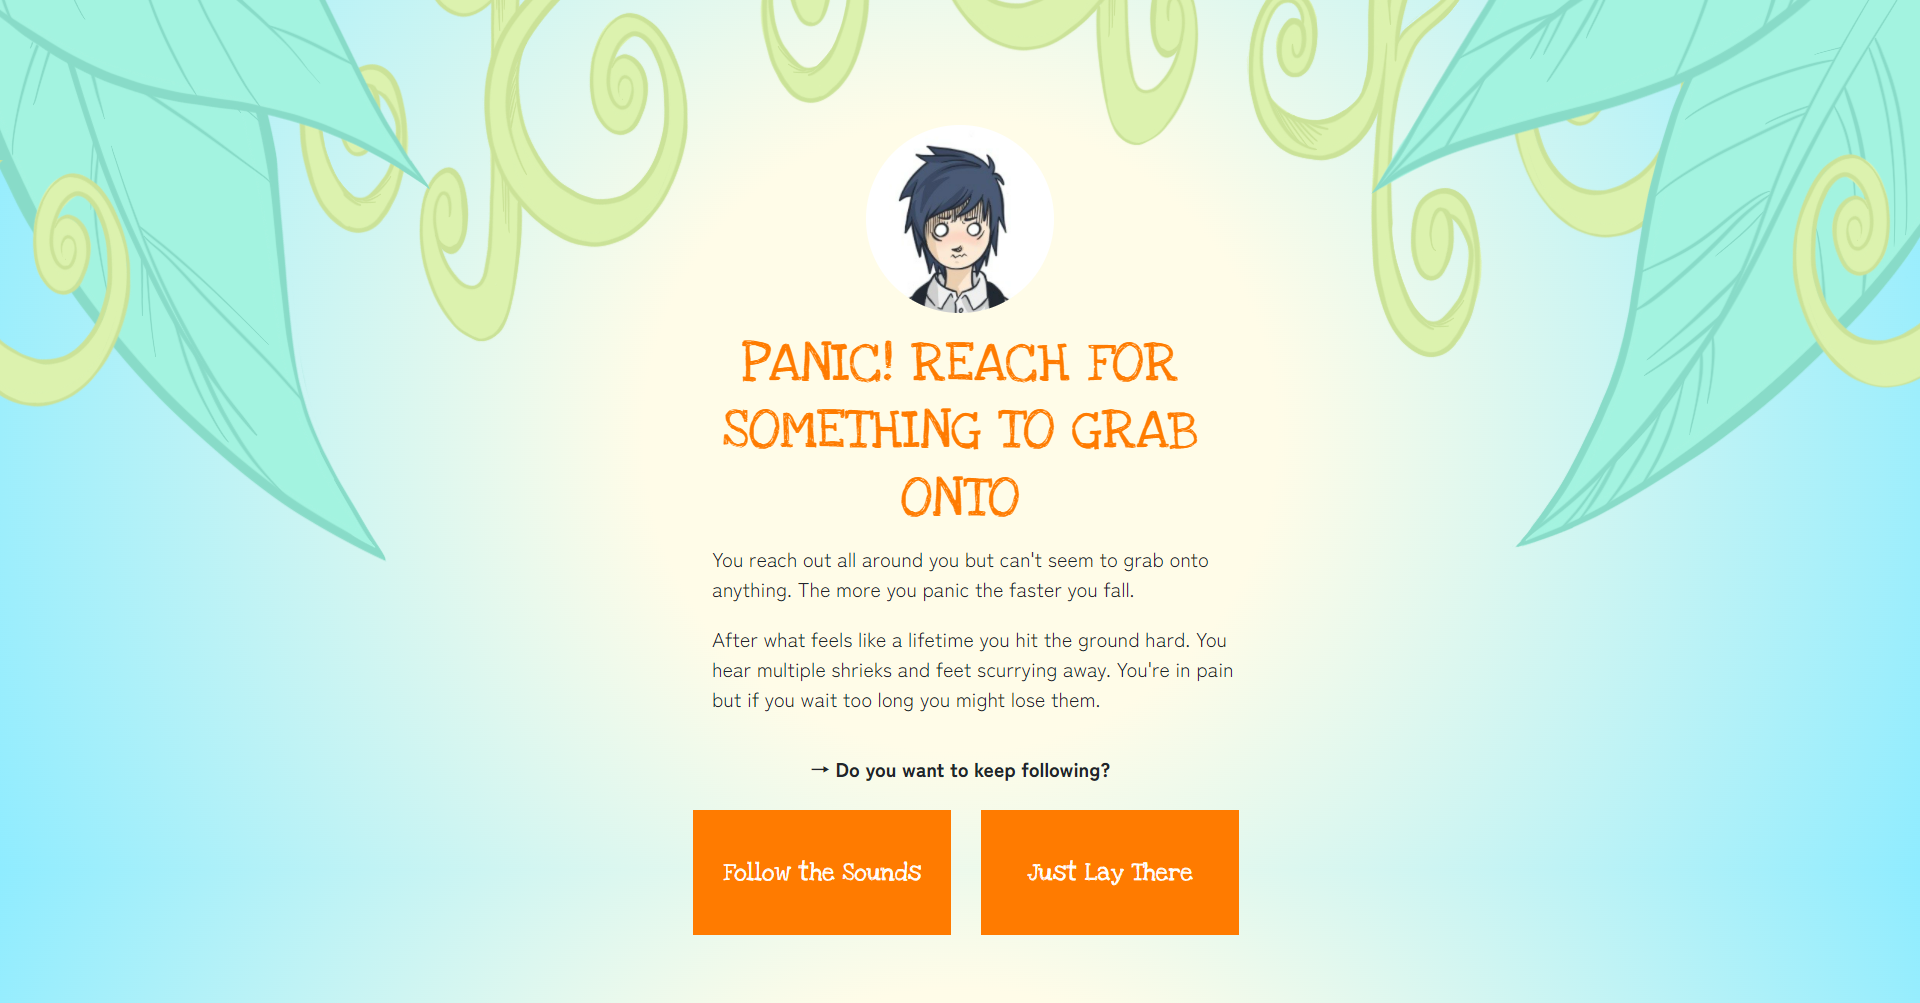 PANIC! REACH FOR
SOMETHING TO GRAB
ONTO
You reach out all around you but can't seem to grab onto
anything. The more you panic the faster you fall.
After what feels like a lifetime you hit the ground hard. You
hear multiple shrieks and feet scurrying away. You're in pain
but if you wait too long you might lose them.
→ Do you want to keep following?
Follow the Sounds
Just Lay There